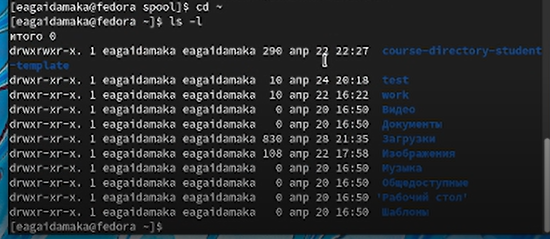 [eagaidamaka@fedora spool]$ cd ~
[eagaidamaka@fedora ~]$ ls -l
итого 0
drwxrwxr-x. 1 eagaidamaka eagaidamaka 290 апр 22 22:27  course-directory-student
-template
drwxr-xr-x. 1 eagaidamaka eagaidamaka  10 апр 24 20:18  test
drwxr-xr-x. 1 eagaidamaka eagaidamaka  10 апр 22 16:22  work
drwxr-xr-x. 1 eagaidamaka eagaidamaka   0 апр 20 16:50  Видео
drwxr-xr-x. 1 eagaidamaka eagaidamaka   0 апр 20 16:50  Документы
drwxr-xr-x. 1 eagaidamaka eagaidamaka 830 апр 28 21:35  Загрузки
drwxr-xr-x. 1 eagaidamaka eagaidamaka 108 апр 22 17:58  Изображения
drwxr-xr-x. 1 eagaidamaka eagaidamaka   0 апр 20 16:50  Музыка
drwxr-xr-x. 1 eagaidamaka eagaidamaka   0 апр 20 16:50  Общедоступные
drwxr-xr-x. 1 eagaidamaka eagaidamaka   0 апр 20 16:50 'Рабочий стол'
drwxr-xr-x. 1 eagaidamaka eagaidamaka   0 апр 20 16:50  Шаблоны
[eagaidamaka@fedora ~]$